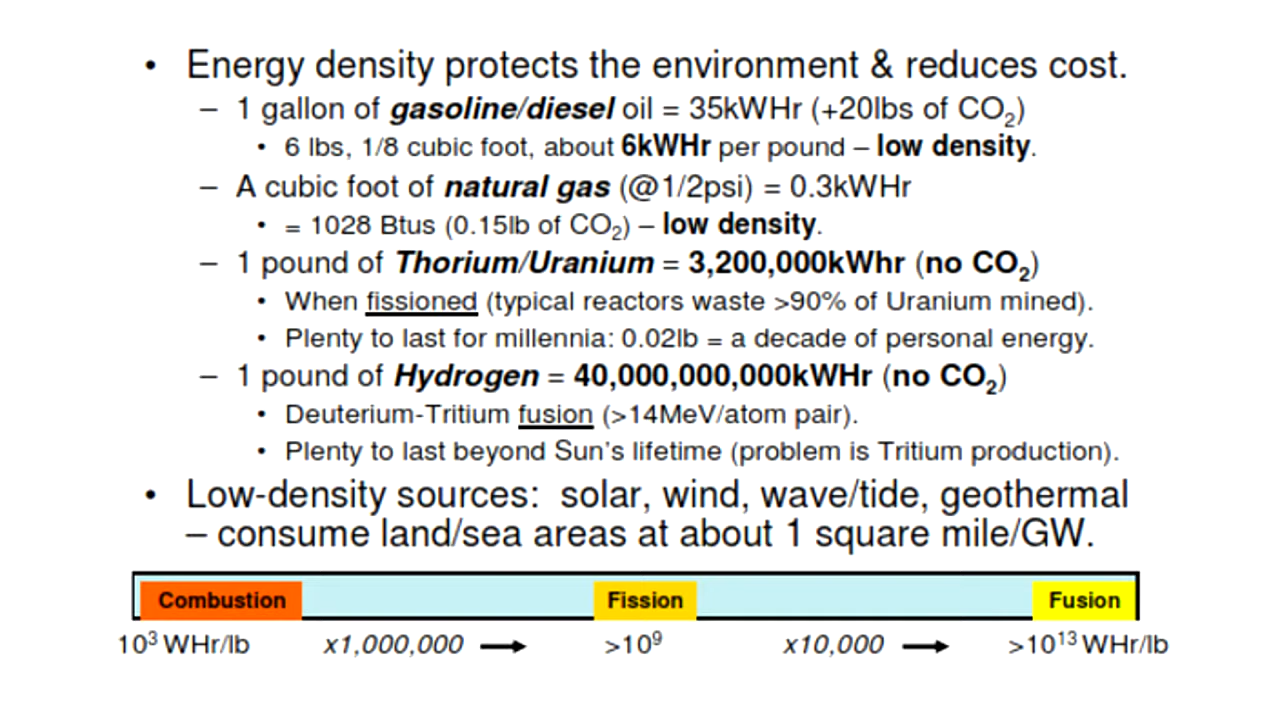 • Energy density protects the environment & reduces cost.
– 1 gallon of gasoline/diesel oil = 35kWHr (+20lbs of CO₂)
• 6 lbs, 1/8 cubic foot, about 6kWHr per pound – low density.
– A cubic foot of natural gas (@1/2psi) = 0.3kWHr
• = 1028 Btus (0.15lb of CO₂) – low density.
– 1 pound of Thorium/Uranium = 3,200,000kWhr (no CO₂)
• When fissioned (typical reactors waste >90% of Uranium mined).
• Plenty to last for millennia: 0.02lb = a decade of personal energy.
– 1 pound of Hydrogen = 40,000,000,000kWHr (no CO₂)
• Deuterium-Tritium fusion (>14MeV/atom pair).
• Plenty to last beyond Sun's lifetime (problem is Tritium production).
• Low-density sources: solar, wind, wave/tide, geothermal
– consume land/sea areas at about 1 square mile/GW.
Combustion Fission Fusion
10³ WHr/lb x1,000,000 → >10⁹ x10,000 → >10¹³ WHr/lb